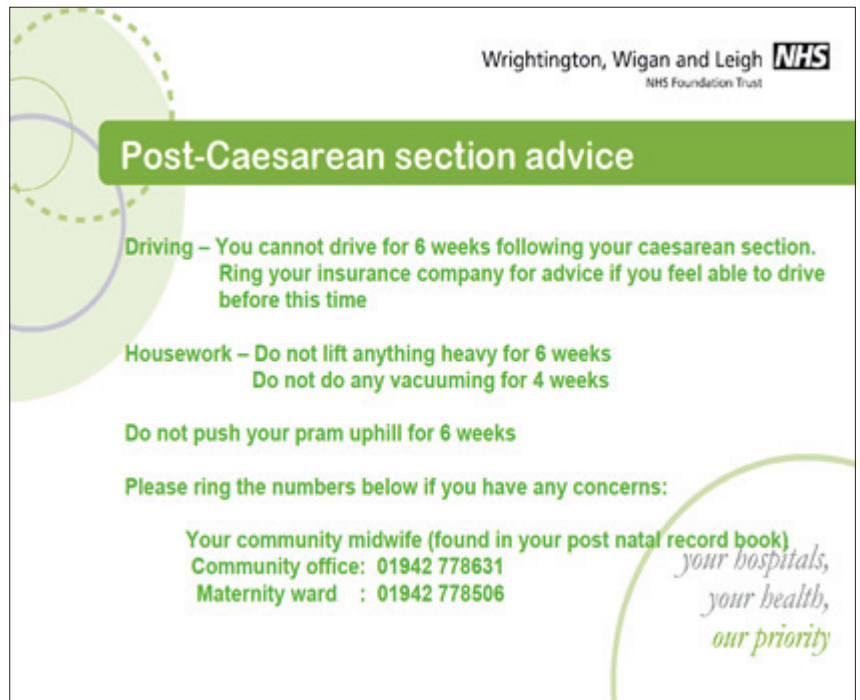 Wrightington, Wigan and Leigh NHS
NHS Foundation Trust
Post-Caesarean section advice
Driving – You cannot drive for 6 weeks following your caesarean section.
Ring your insurance company for advice if you feel able to drive
before this time
Housework – Do not lift anything heavy for 6 weeks
Do not do any vacuuming for 4 weeks
Do not push your pram uphill for 6 weeks
Please ring the numbers below if you have any concerns:
Your community midwife (found in your post natal record book)
Community office: 01942 778631
Maternity ward : 01942 778506
your hospitals,
your health,
our priority